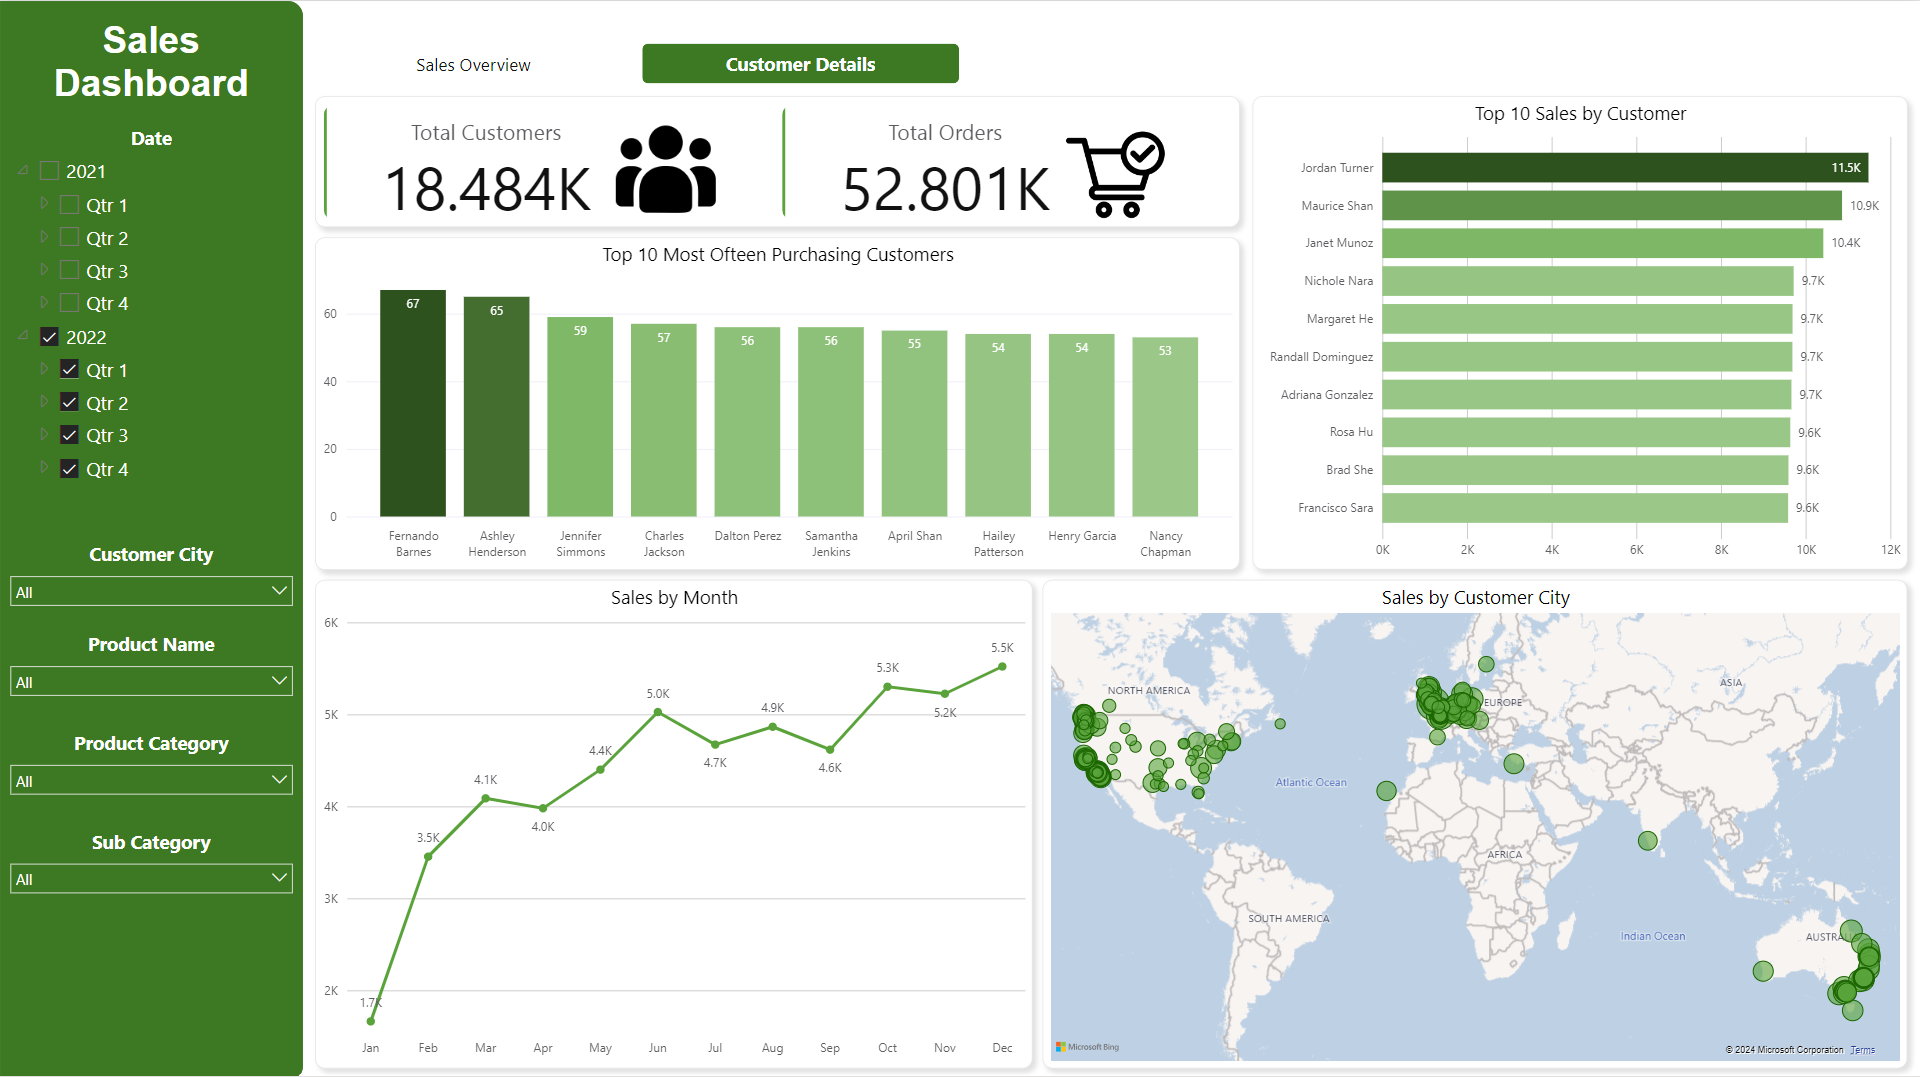 Sales
Dashboard
Date
2021
Qtr 1
Qtr 2
Qtr 3
Qtr 4
2022
Qtr 1
Qtr 2
Qtr 3
Qtr 4
Customer City
All
Product Name
All
Product Category
All
Sub Category
All
Sales Overview
Customer Details
Total Customers
18.484K
Total Orders
52.801K
Top 10 Most Ofteen Purchasing Customers
60
40
20
0
67
65
59
57
56
56
55
54
54
53
Fernando
Barnes
Ashley
Henderson
Jennifer
Simmons
Charles
Jackson
Dalton Perez
Samantha
Jenkins
April Shan
Hailey
Patterson
Henry Garcia
Nancy
Chapman
Top 10 Sales by Customer
Jordan Turner 11.5K
Maurice Shan 10.9K
Janet Munoz 10.4K
Nichole Nara 9.7K
Margaret He 9.7K
Randall Dominguez 9.7K
Adriana Gonzalez 9.7K
Rosa Hu 9.6K
Brad She 9.6K
Francisco Sara 9.6K
0K 2K 4K 6K 8K 10K 12K
Sales by Month
6K
5K
4K
3K
2K
1.7K
3.5K
4.1K
4.0K
4.4K
5.0K
4.7K
4.9K
4.6K
5.3K
5.2K
5.5K
Jan Feb Mar Apr May Jun Jul Aug Sep Oct Nov Dec
Sales by Customer City
NORTH AMERICA
EUROPE
ASIA
Atlantic Ocean
AFRICA
SOUTH AMERICA
Indian Ocean
AUSTRAL
Microsoft Bing
© 2024 Microsoft Corporation Terms